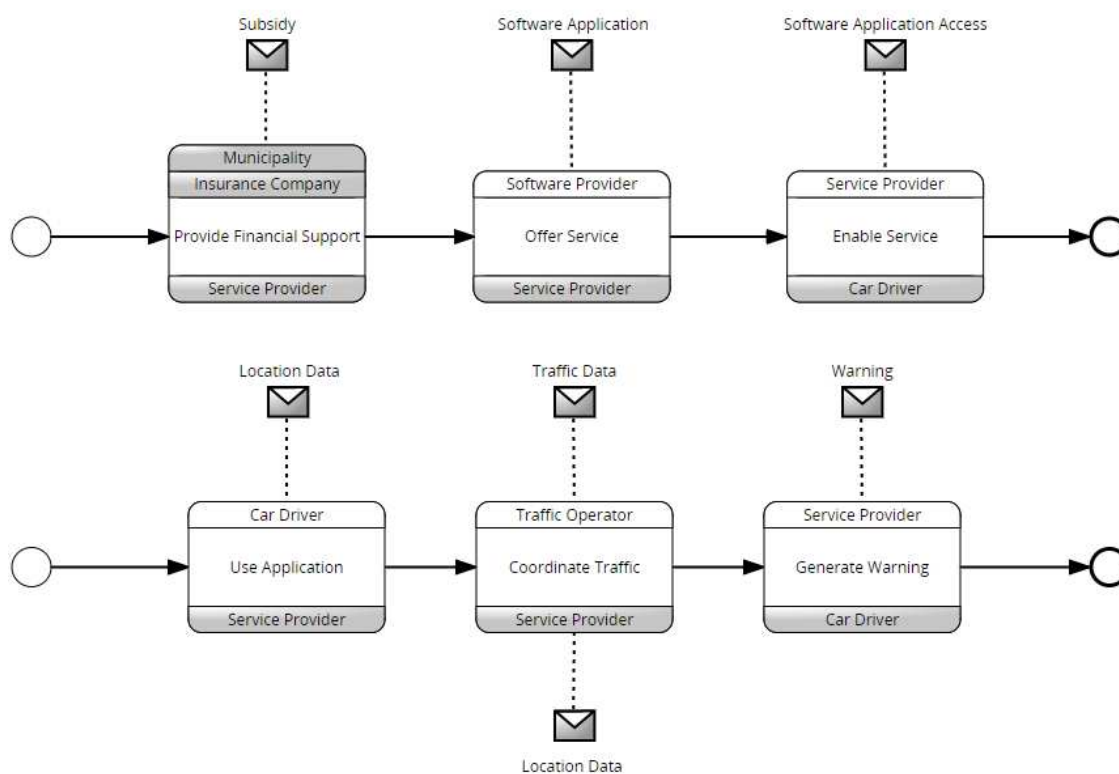 Subsidy
Software Application
Software Application Access
Municipality
Insurance Company
Provide Financial Support
Service Provider
Software Provider
Offer Service
Service Provider
Service Provider
Enable Service
Car Driver
Location Data
Traffic Data
Warning
Car Driver
Use Application
Service Provider
Traffic Operator
Coordinate Traffic
Service Provider
Service Provider
Generate Warning
Car Driver
Location Data